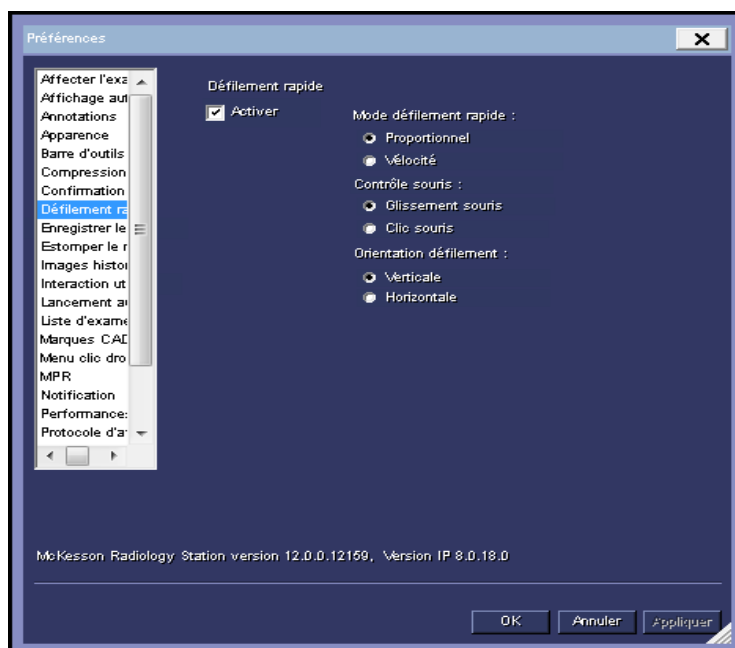 Préférences
Affecter l'exa
Affichage aut
Annotations
Apparence
Barre d'outils
Compression
Confirmation
Défilement ra
Enregistrer le
Estomper le r
Images histoi
Interaction ut
Lancement au
Liste d'exame
Marques CAD
Menu clic droi
MPR
Notification
Performances
Protocole d'a
Défilement rapide
Activer
Mode défilement rapide :
Proportionnel
Vélocité
Contrôle souris :
Glissement souris
Clic souris
Orientation défilement :
Verticale
Horizontale
McKesson Radiology Station version 12.0.0.12159, Version IP 8.0.18.0
OK
Annuler
Appliquer